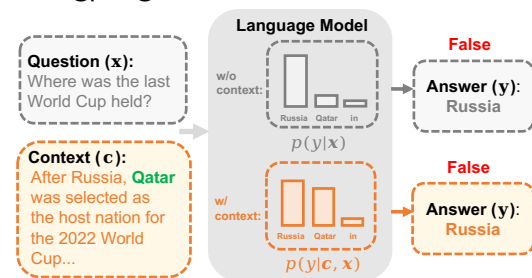 Language Model
Question (x):
Where was the last
World Cup held?
Context (c):
After Russia, Qatar
was selected as
the host nation for
the 2022 World
Cup...
w/o
context:
Russia Qatar in
p(y|x)
w/
context:
Russia Qatar in
p(y|c, x)
False
Answer (y):
Russia
False
Answer (y):
Russia